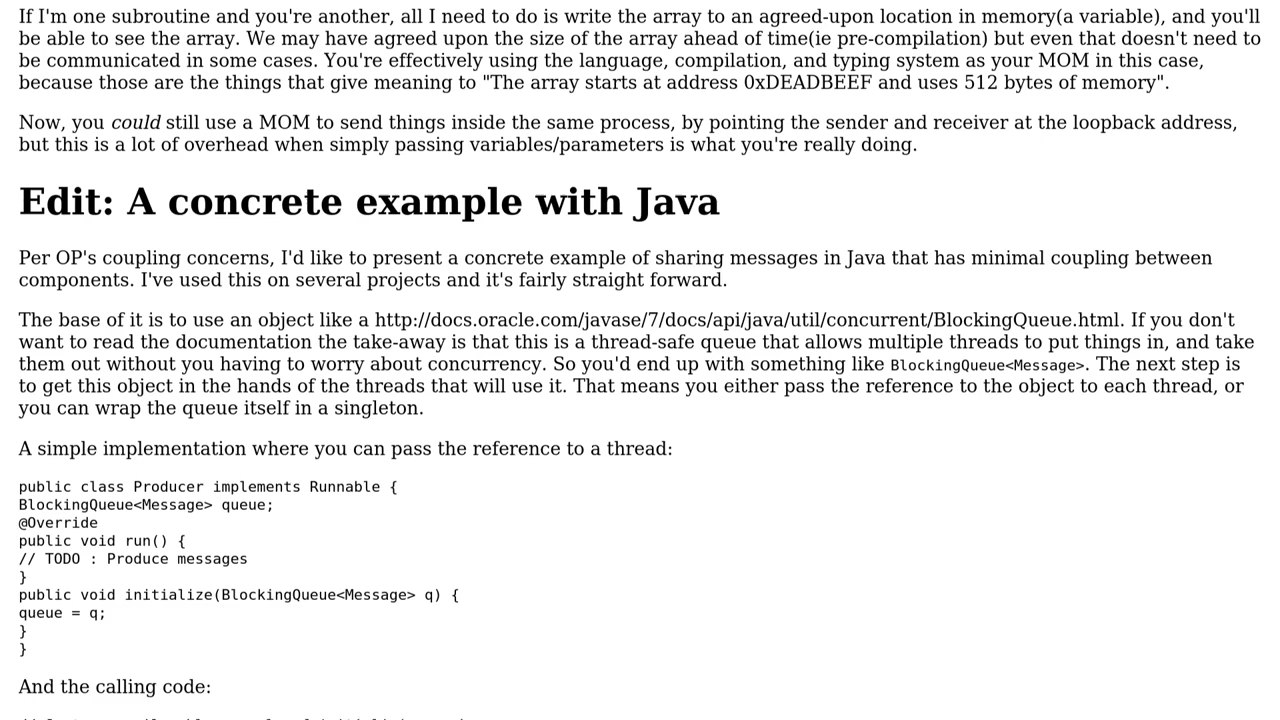 If I'm one subroutine and you're another, all I need to do is write the array to an agreed-upon location in memory(a variable), and you'll
be able to see the array. We may have agreed upon the size of the array ahead of time(ie pre-compilation) but even that doesn't need to
be communicated in some cases. You're effectively using the language, compilation, and typing system as your MOM in this case,
because those are the things that give meaning to "The array starts at address 0xDEADBEEF and uses 512 bytes of memory".
Now, you could still use a MOM to send things inside the same process, by pointing the sender and receiver at the loopback address,
but this is a lot of overhead when simply passing variables/parameters is what you're really doing.
Edit: A concrete example with Java
Per OP's coupling concerns, I'd like to present a concrete example of sharing messages in Java that has minimal coupling between
components. I've used this on several projects and it's fairly straight forward.
The base of it is to use an object like a http://docs.oracle.com/javase/7/docs/api/java/util/concurrent/BlockingQueue.html. If you don't
want to read the documentation the take-away is that this is a thread-safe queue that allows multiple threads to put things in, and take
them out without you having to worry about concurrency. So you'd end up with something like BlockingQueue<Message>. The next step is
to get this object in the hands of the threads that will use it. That means you either pass the reference to the object to each thread, or
you can wrap the queue itself in a singleton.
A simple implementation where you can pass the reference to a thread:
public class Producer implements Runnable {
BlockingQueue<Message> queue;
@Override
public void run() {
// TODO : Produce messages
}
public void initialize(BlockingQueue<Message> q) {
queue = q;
}
}
And the calling code: